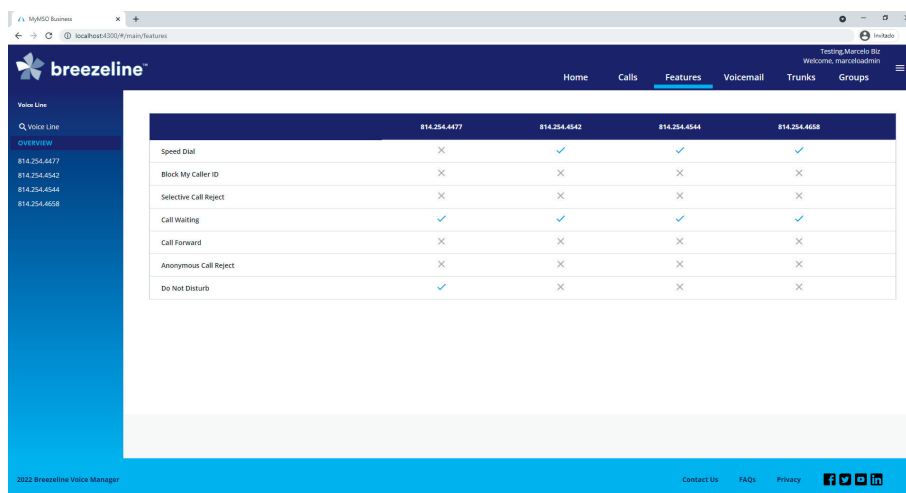 MyMSO Business
localhost:4300/#/main/features
Invitado
breezeline™
Testing,Marcelo Biz
Welcome, marceloadmin
Home Calls Features Voicemail Trunks Groups
Voice Line
Voice Line
OVERVIEW
814.254.4477
814.254.4542
814.254.4544
814.254.4658
814.254.4477 814.254.4542 814.254.4544 814.254.4658
Speed Dial
Block My Caller ID
Selective Call Reject
Call Waiting
Call Forward
Anonymous Call Reject
Do Not Disturb
2022 Breezeline Voice Manager
Contact Us FAQs Privacy